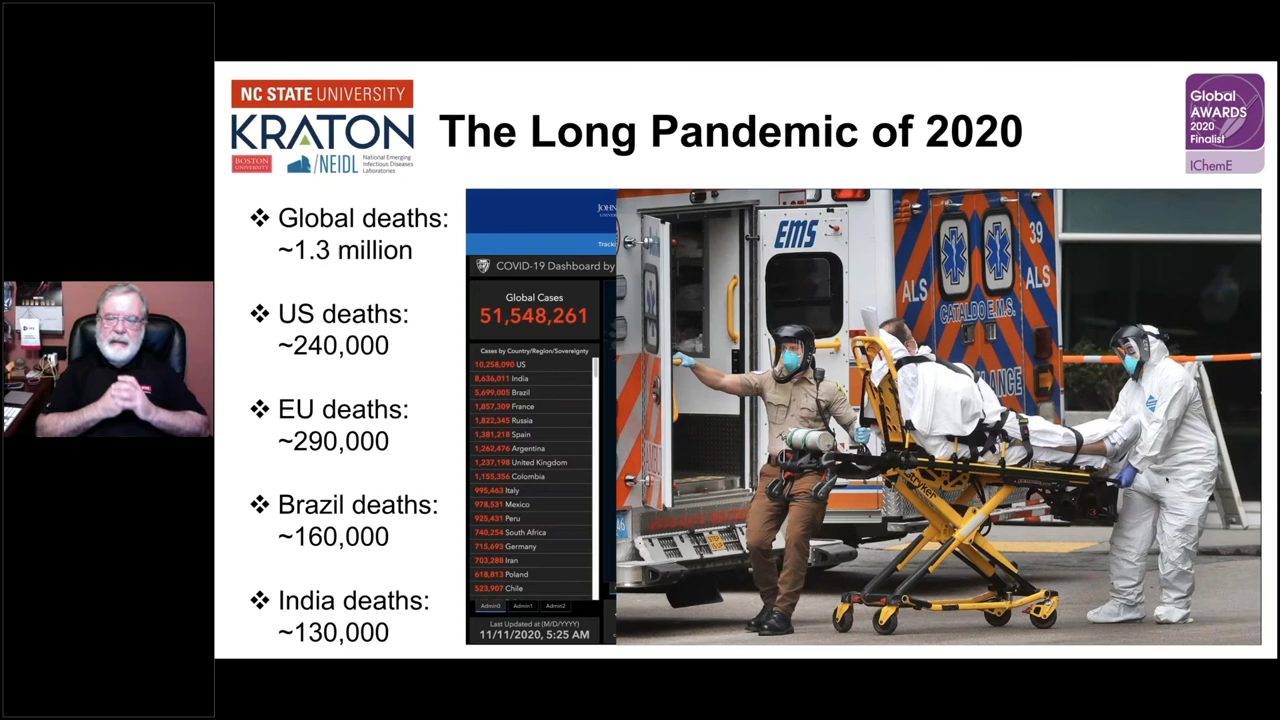 NC STATE UNIVERSITY
KRATON
BOSTON
UNIVERSITY
NEIDL
National Emerging
Infectious Diseases
Laboratories
The Long Pandemic of 2020
Global
AWARDS
2020
Finalist
IChemE
❖ Global deaths:
~1.3 million
❖ US deaths:
~240,000
❖ EU deaths:
~290,000
❖ Brazil deaths:
~160,000
❖ India deaths:
~130,000
COVID-19 Dashboard by
Global Cases
51,548,261
Cases by Country/Region/Sovereignty
10,258,090 US
8,636,011 India
5,699,005 Brazil
1,857,309 France
1,822,345 Russia
1,381,218 Spain
1,262,476 Argentina
1,237,198 United Kingdom
1,155,356 Colombia
995,463 Italy
978,531 Mexico
925,431 Peru
740,254 South Africa
715,693 Germany
703,288 Iran
618,813 Poland
523,907 Chile
Admin0 Admin1 Admin2
Last Updated at (M/D/YYYY)
11/11/2020, 5:25 AM
EMS
39
ALS
ALS
CATALDO E.M.S.
stryker